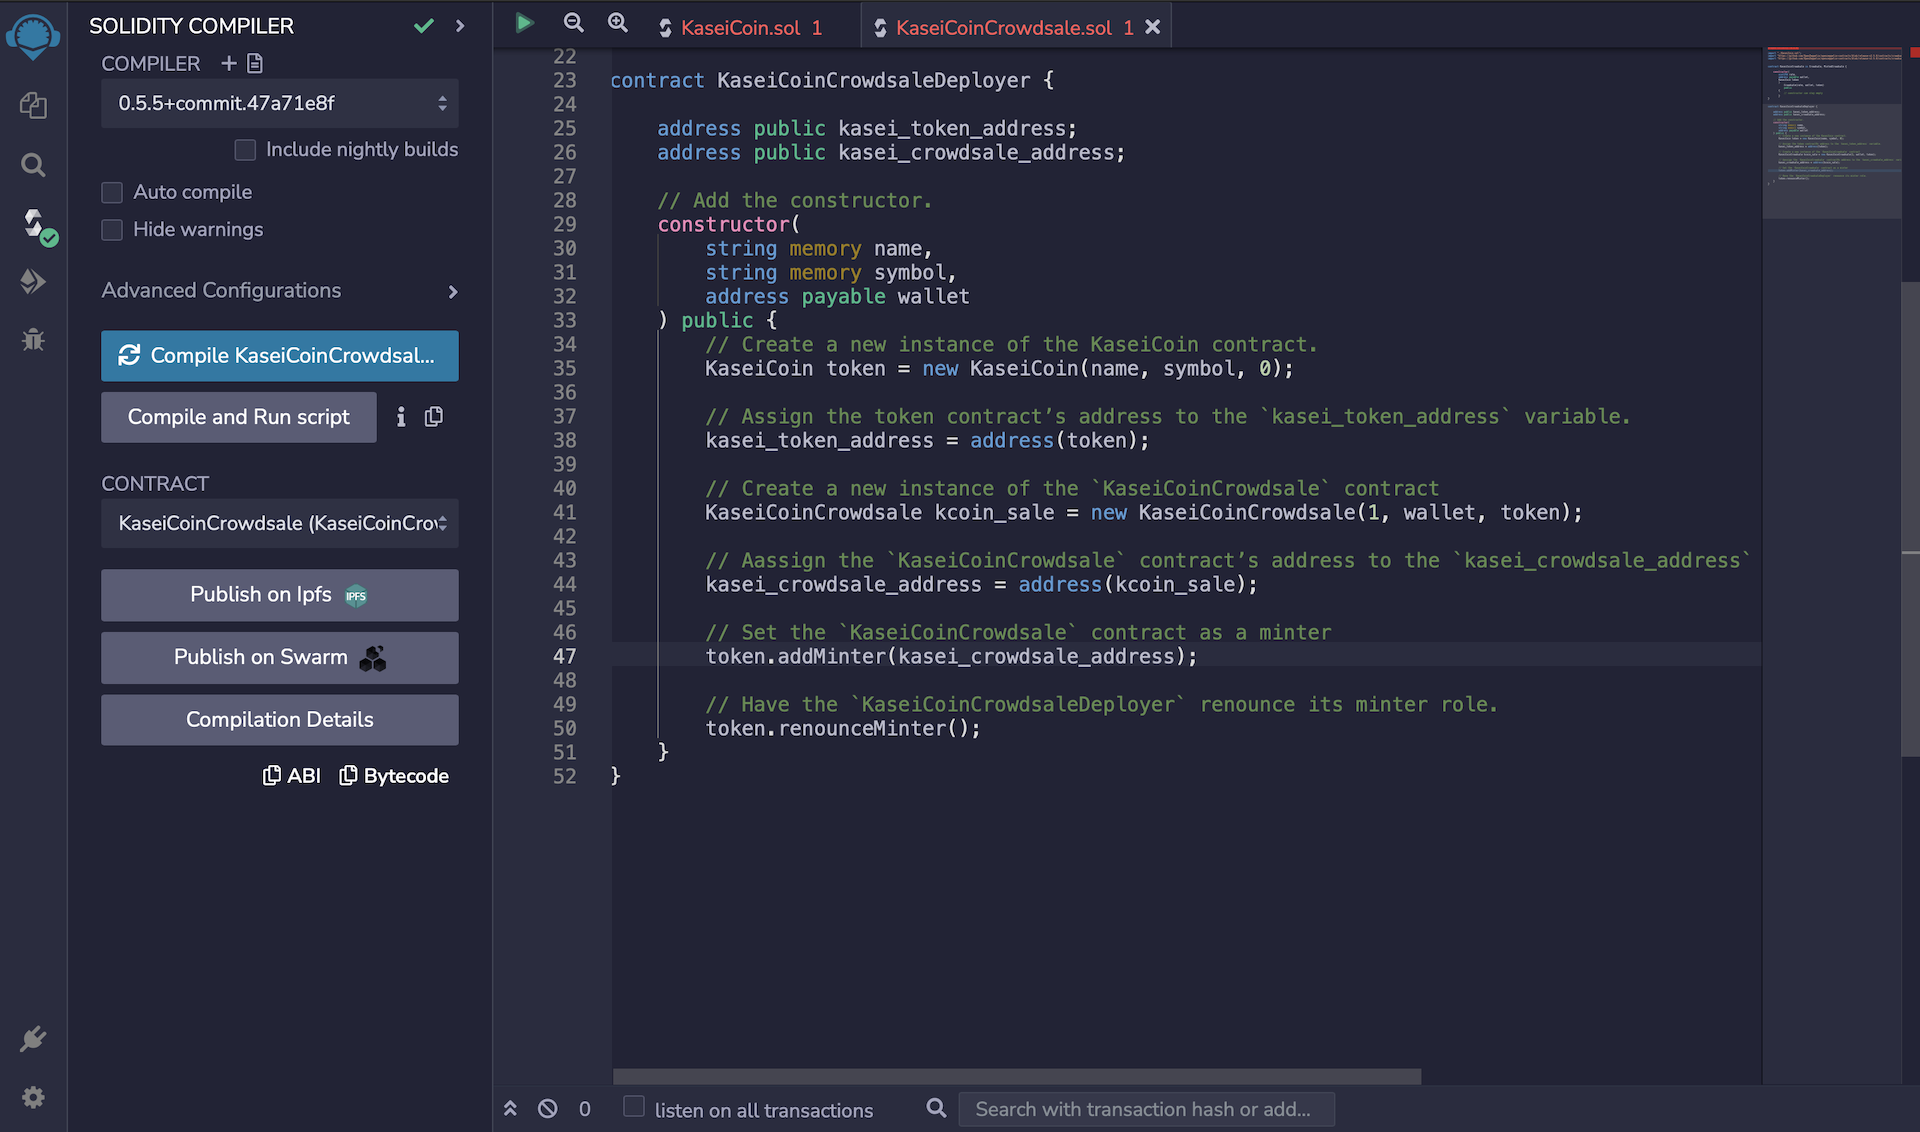 SOLIDITY COMPILER
COMPILER
0.5.5+commit.47a71e8f
Include nightly builds
Auto compile
Hide warnings
Advanced Configurations
Compile KaseiCoinCrowdsal...
Compile and Run script
CONTRACT
KaseiCoinCrowdsale (KaseiCoinCrow
Publish on Ipfs IPFS
Publish on Swarm
Compilation Details
ABI Bytecode
KaseiCoin.sol 1 KaseiCoinCrowdsale.sol 1
22
23 contract KaseiCoinCrowdsaleDeployer {
24
25 address public kasei_token_address;
26 address public kasei_crowdsale_address;
27
28 // Add the constructor.
29 constructor(
30 string memory name,
31 string memory symbol,
32 address payable wallet
33 ) public {
34 // Create a new instance of the KaseiCoin contract.
35 KaseiCoin token = new KaseiCoin(name, symbol, 0);
36
37 // Assign the token contract’s address to the `kasei_token_address` variable.
38 kasei_token_address = address(token);
39
40 // Create a new instance of the `KaseiCoinCrowdsale` contract
41 KaseiCoinCrowdsale kcoin_sale = new KaseiCoinCrowdsale(1, wallet, token);
42
43 // Aassign the `KaseiCoinCrowdsale` contract’s address to the `kasei_crowdsale_address`
44 kasei_crowdsale_address = address(kcoin_sale);
45
46 // Set the `KaseiCoinCrowdsale` contract as a minter
47 token.addMinter(kasei_crowdsale_address);
48
49 // Have the `KaseiCoinCrowdsaleDeployer` renounce its minter role.
50 token.renounceMinter();
51 }
52 }
0 listen on all transactions Search with transaction hash or add...